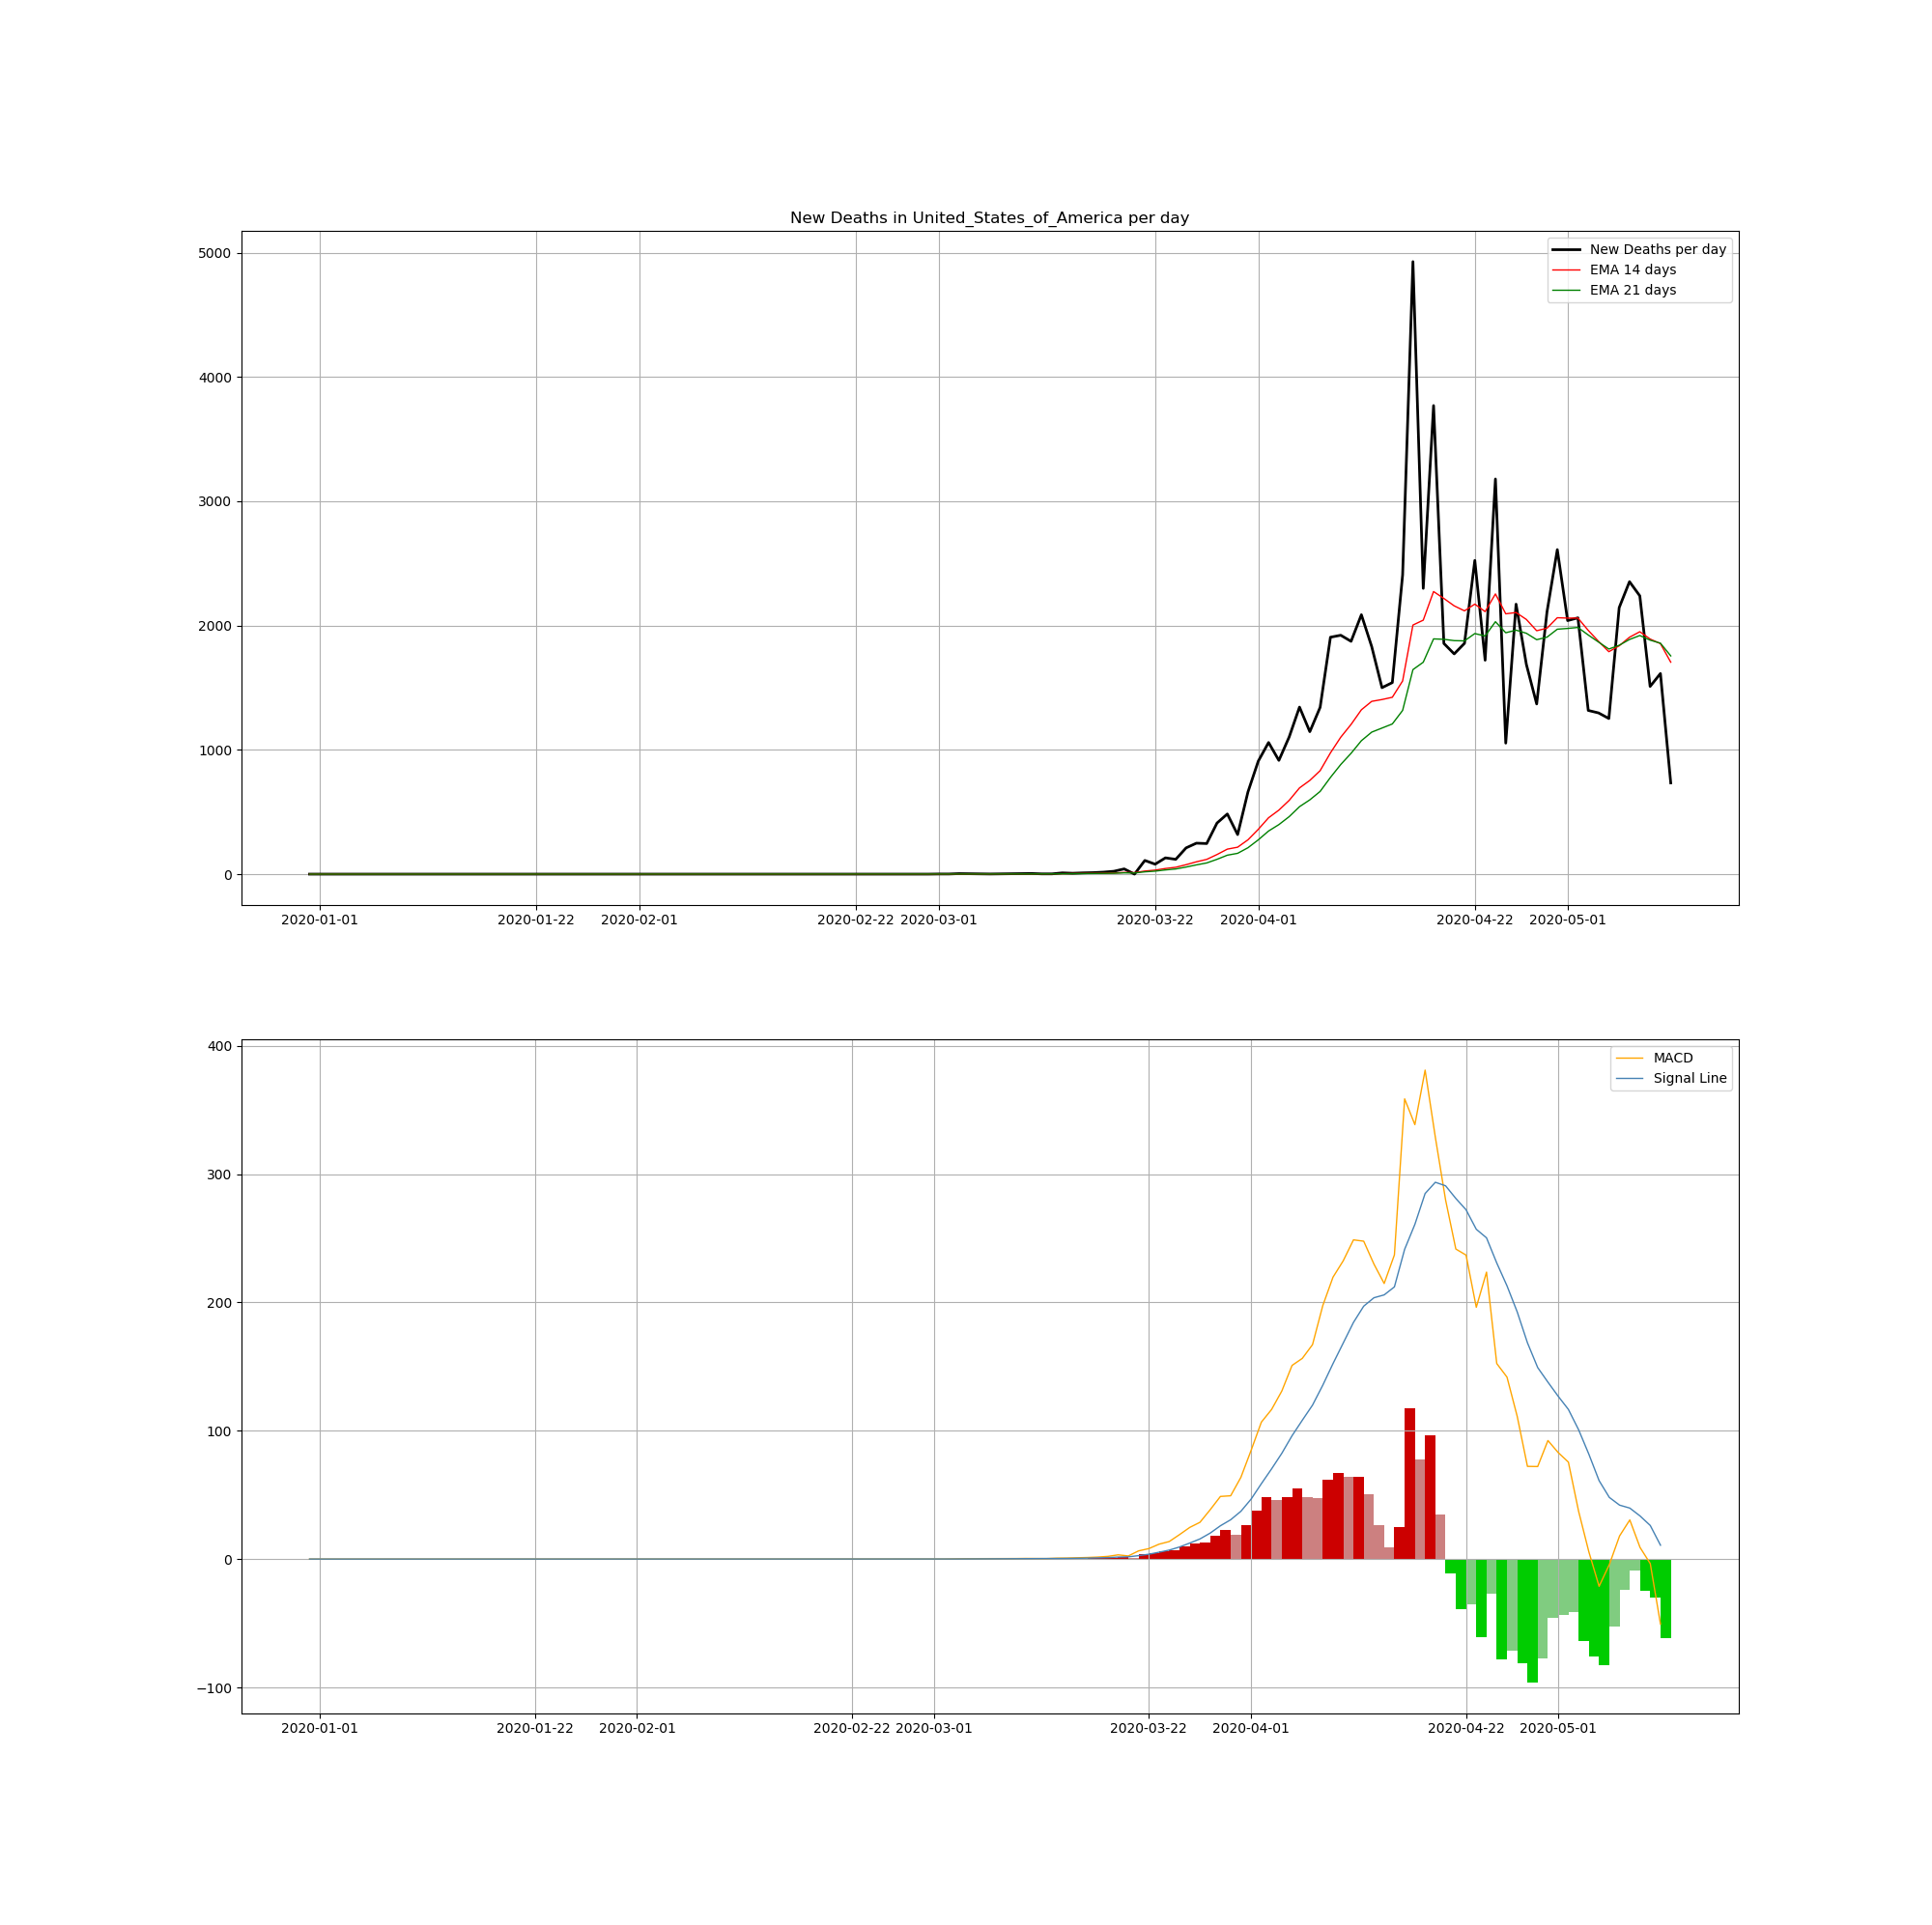 New Deaths in United_States_of_America per day
5000
4000
3000
2000
1000
0
New Deaths per day
EMA 14 days
EMA 21 days
2020-01-01 2020-01-22 2020-02-01 2020-02-22 2020-03-01 2020-03-22 2020-04-01 2020-04-22 2020-05-01
400
300
200
100
0
−100
MACD
Signal Line
2020-01-01 2020-01-22 2020-02-01 2020-02-22 2020-03-01 2020-03-22 2020-04-01 2020-04-22 2020-05-01